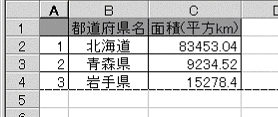 A B C
1 都道府県名 面積(平方km)
2 1 北海道 83453.04
3 2 青森県 9234.52
4 3 岩手県 15278.4
5